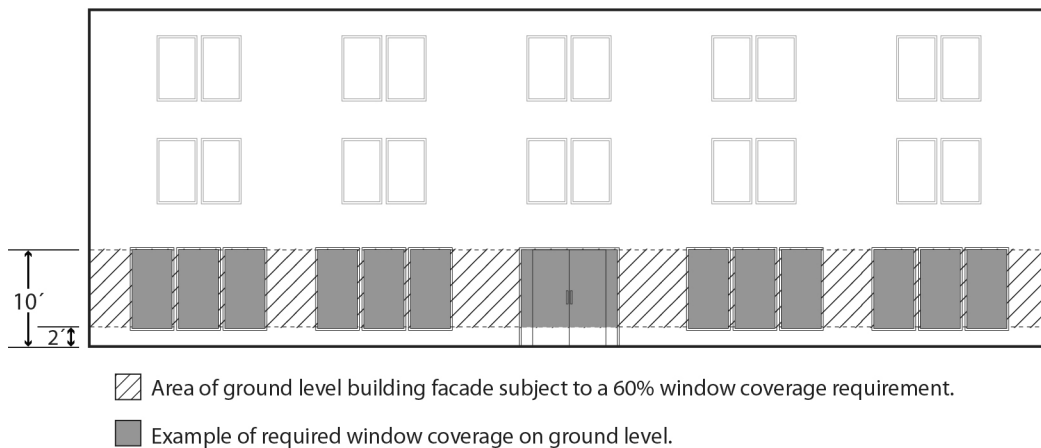 10´
2´
Area of ground level building facade subject to a 60% window coverage requirement.
Example of required window coverage on ground level.